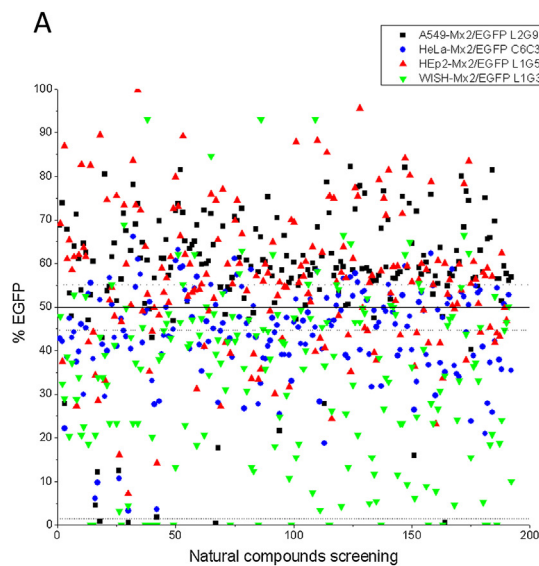 A
A549-Mx2/EGFP L2G9
HeLa-Mx2/EGFP C6C3
HEp2-Mx2/EGFP L1G5
WISH-Mx2/EGFP L1G3
100
90
80
70
60
50
40
30
20
10
0
% EGFP
0 50 100 150 200
Natural compounds screening